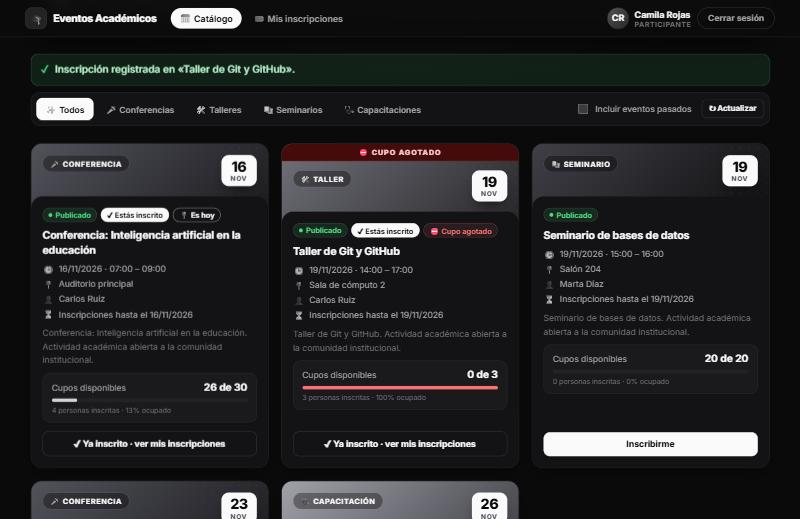 Eventos Académicos
Catálogo
Mis inscripciones
CR
Camila Rojas
PARTICIPANTE
Cerrar sesión
✓ Inscripción registrada en «Taller de Git y GitHub».
Todos
Conferencias
Talleres
Seminarios
Capacitaciones
Incluir eventos pasados
↻ Actualizar
CONFERENCIA
16
NOV
Publicado
✓ Estás inscrito
Es hoy
Conferencia: Inteligencia artificial en la
educación
16/11/2026 · 07:00 – 09:00
Auditorio principal
Carlos Ruiz
Inscripciones hasta el 16/11/2026
Conferencia: Inteligencia artificial en la educación.
Actividad académica abierta a la comunidad
institucional.
Cupos disponibles
26 de 30
4 personas inscritas · 13% ocupado
✓ Ya inscrito · ver mis inscripciones
CUPO AGOTADO
TALLER
19
NOV
Publicado
✓ Estás inscrito
Cupo agotado
Taller de Git y GitHub
19/11/2026 · 14:00 – 17:00
Sala de cómputo 2
Carlos Ruiz
Inscripciones hasta el 19/11/2026
Taller de Git y GitHub. Actividad académica abierta a
la comunidad institucional.
Cupos disponibles
0 de 3
3 personas inscritas · 100% ocupado
✓ Ya inscrito · ver mis inscripciones
SEMINARIO
19
NOV
Publicado
Seminario de bases de datos
19/11/2026 · 15:00 – 16:00
Salón 204
Marta Díaz
Inscripciones hasta el 19/11/2026
Seminario de bases de datos. Actividad académica
abierta a la comunidad institucional.
Cupos disponibles
20 de 20
0 personas inscritas · 0% ocupado
Inscribirme
CONFERENCIA
23
NOV
CAPACITACIÓN
26
NOV